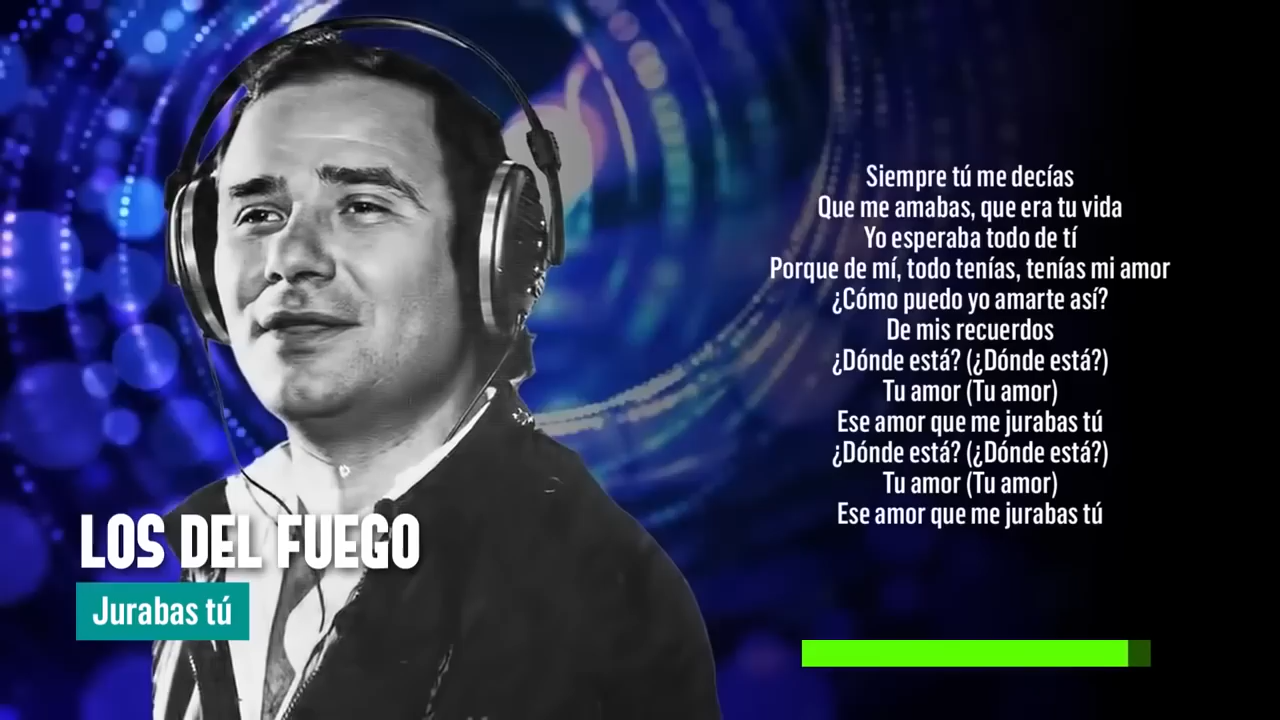 Siempre tú me decías
Que me amabas, que era tu vida
Yo esperaba todo de tí
Porque de mí, todo tenías, tenías mi amor
¿Cómo puedo yo amarte así?
De mis recuerdos
¿Dónde está? (¿Dónde está?)
Tu amor (Tu amor)
Ese amor que me jurabas tú
¿Dónde está? (¿Dónde está?)
Tu amor (Tu amor)
Ese amor que me jurabas tú
LOS DEL FUEGO
Jurabas tú